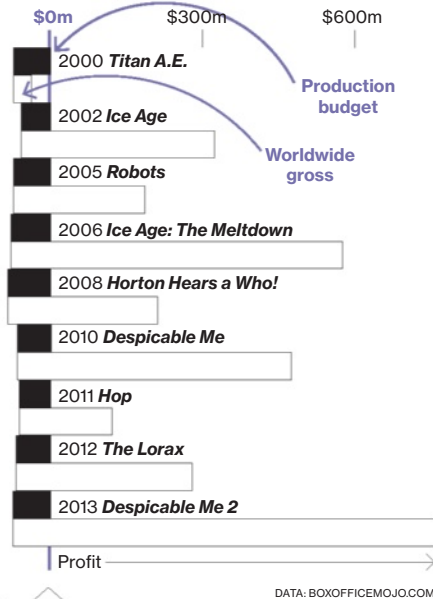 $0m $300m $600m
2000 Titan A.E.
Production
budget
2002 Ice Age
Worldwide
gross
2005 Robots
2006 Ice Age: The Meltdown
2008 Horton Hears a Who!
2010 Despicable Me
2011 Hop
2012 The Lorax
2013 Despicable Me 2
Profit
DATA: BOXOFFICEMOJO.COM